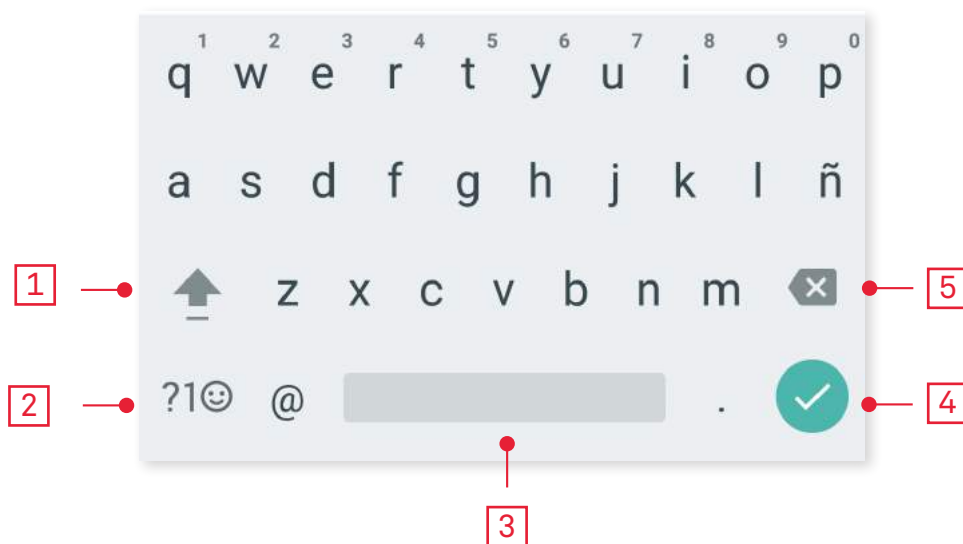 1 2 3 4 5 6 7 8 9 0
q w e r t y u i o p
a s d f g h j k l ñ
1 z x c v b n m 5
2 ?1☺ @ . 4
3